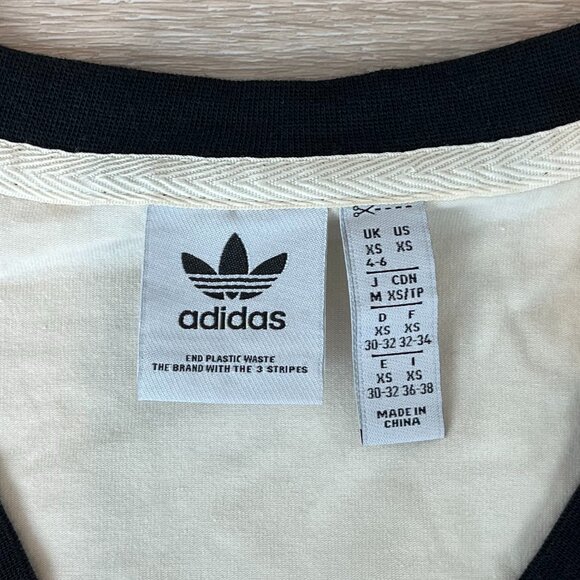 adidas
END PLASTIC WASTE
THE BRAND WITH THE 3 STRIPES
UK US
XS XS
4-6
J CDN
M XS/TP
D F
XS XS
30-32 32-34
E I
XS XS
30-32 36-38
MADE IN
CHINA